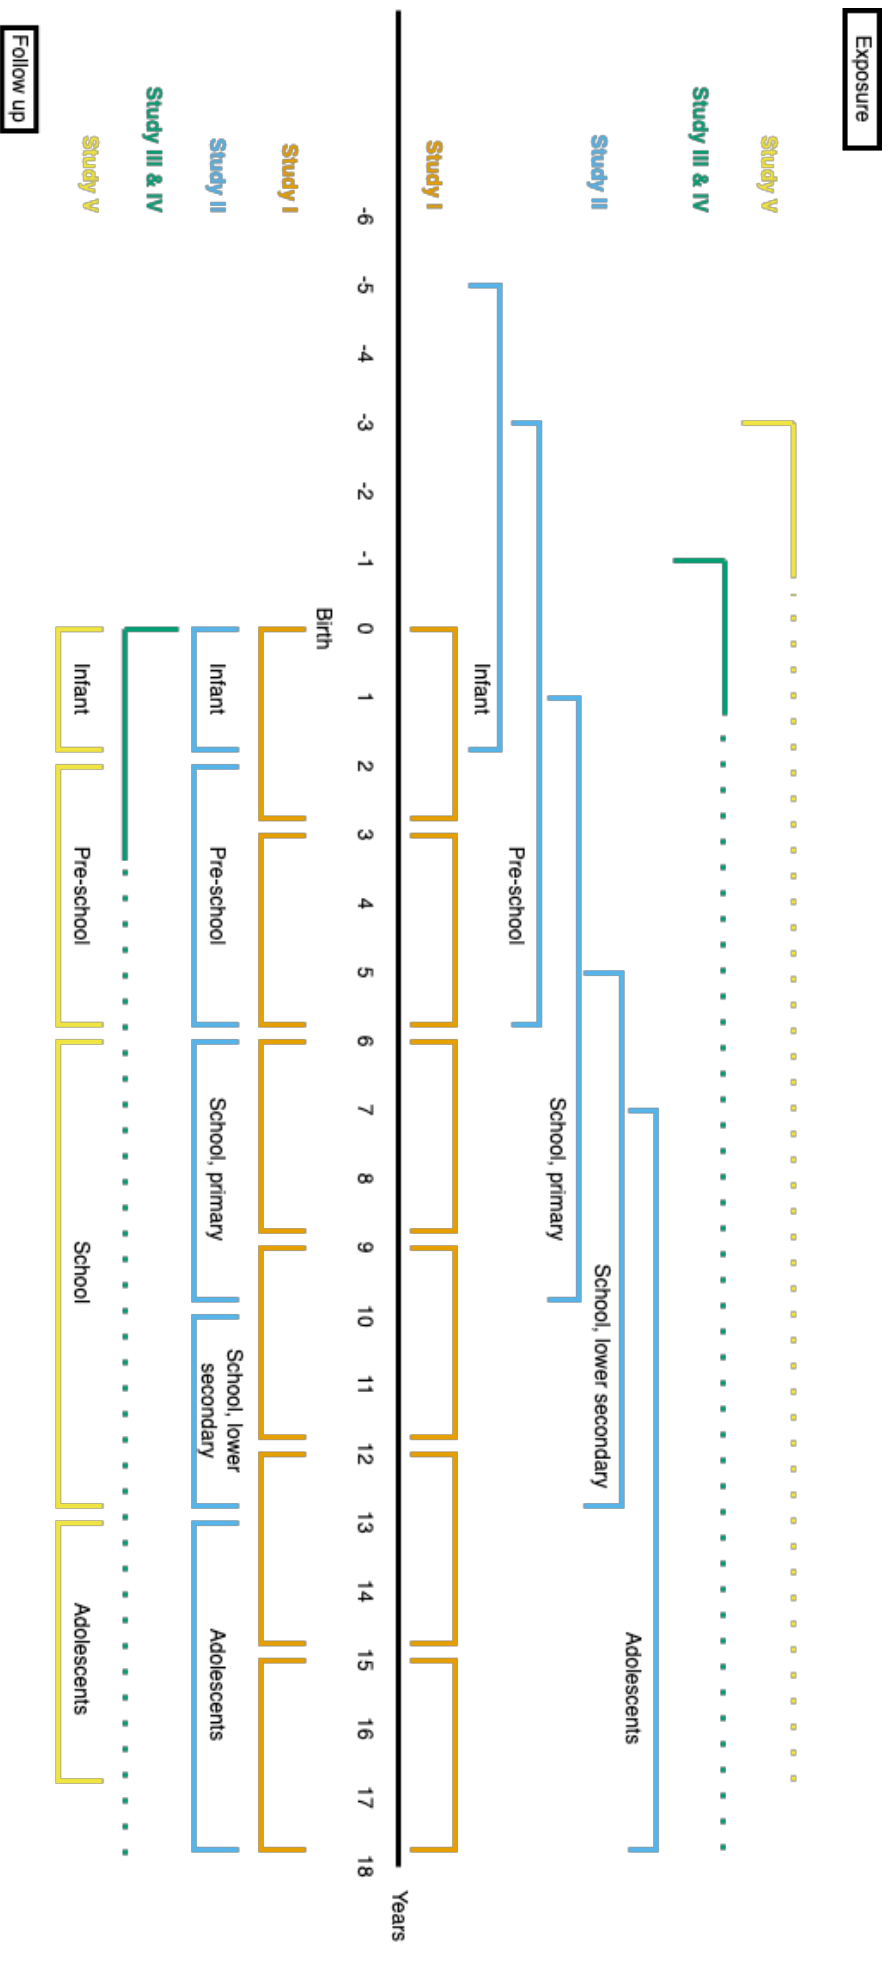 Exposure
Study V
Study III & IV
Study II
Adolescents
School, lower secondary
School, primary
Pre-school
Infant
Study I
Years
-6 -5 -4 -3 -2 -1 0 1 2 3 4 5 6 7 8 9 10 11 12 13 14 15 16 17 18
Birth
Study I
Study II
Infant
Pre-school
School, primary
School, lower
secondary
Adolescents
Study III & IV
Study V
Infant
Pre-school
School
Adolescents
Follow up